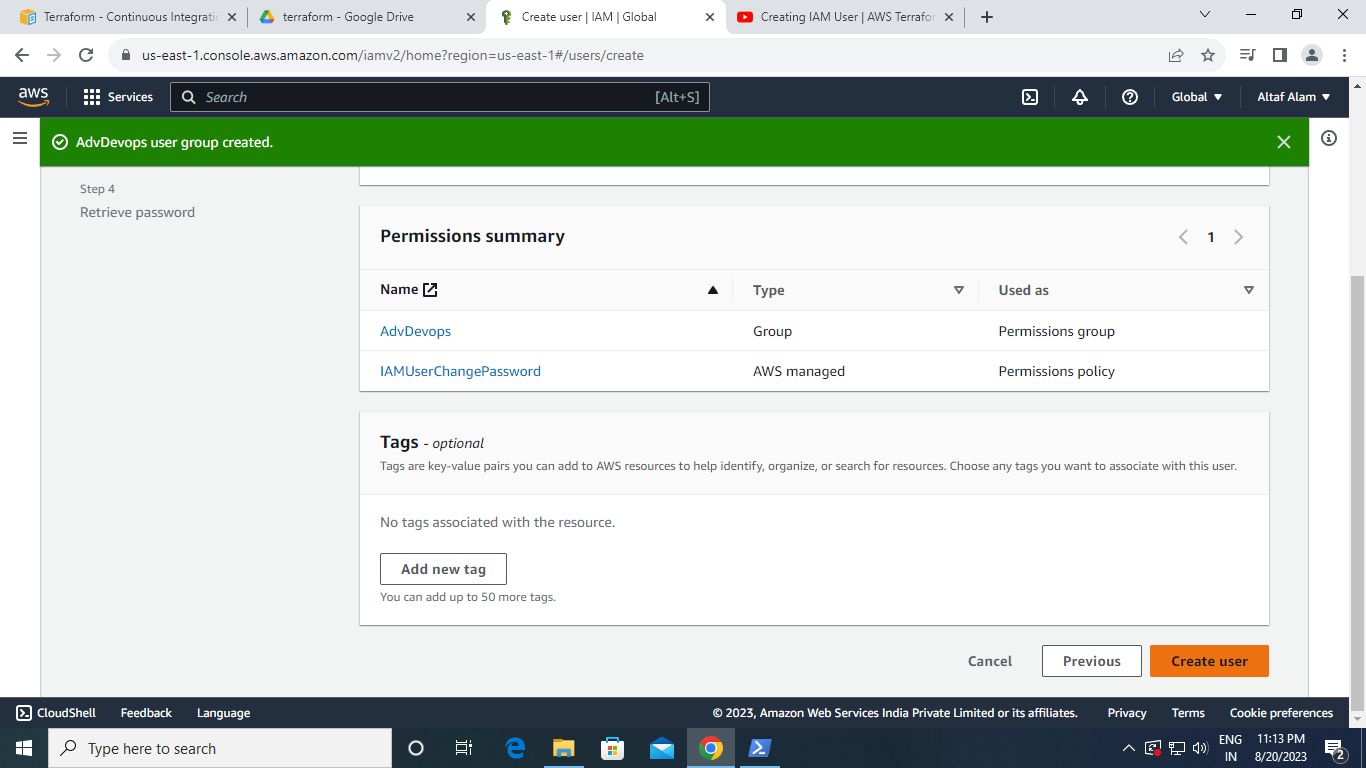 Terraform - Continuous Integratio
terraform - Google Drive
Create user | IAM | Global
Creating IAM User | AWS Terrafor
us-east-1.console.aws.amazon.com/iamv2/home?region=us-east-1#/users/create
aws
Services
Search
[Alt+S]
Global
Altaf Alam
AdvDevops user group created.
Step 4
Retrieve password
Permissions summary
1
Name
Type
Used as
AdvDevops
Group
Permissions group
IAMUserChangePassword
AWS managed
Permissions policy
Tags - optional
Tags are key-value pairs you can add to AWS resources to help identify, organize, or search for resources. Choose any tags you want to associate with this user.
No tags associated with the resource.
Add new tag
You can add up to 50 more tags.
Cancel
Previous
Create user
CloudShell
Feedback
Language
© 2023, Amazon Web Services India Private Limited or its affiliates.
Privacy
Terms
Cookie preferences
Type here to search
ENG
IN
11:13 PM
8/20/2023
2